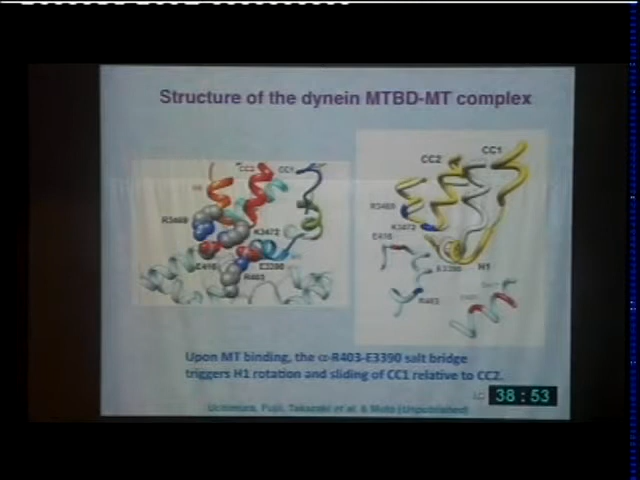 Structure of the dynein MTBD-MT complex
CC2
CC1
R3469
K3472
E416
E3390
R403
CC1
CC2
R3469
K3472
E416
E3390
H1
R403
Upon MT binding, the α-R403-E3390 salt bridge
triggers H1 rotation and sliding of CC1 relative to CC2.
38:53
Uchimura, Fujii, Takazaki et al. & Muto (Unpublished)